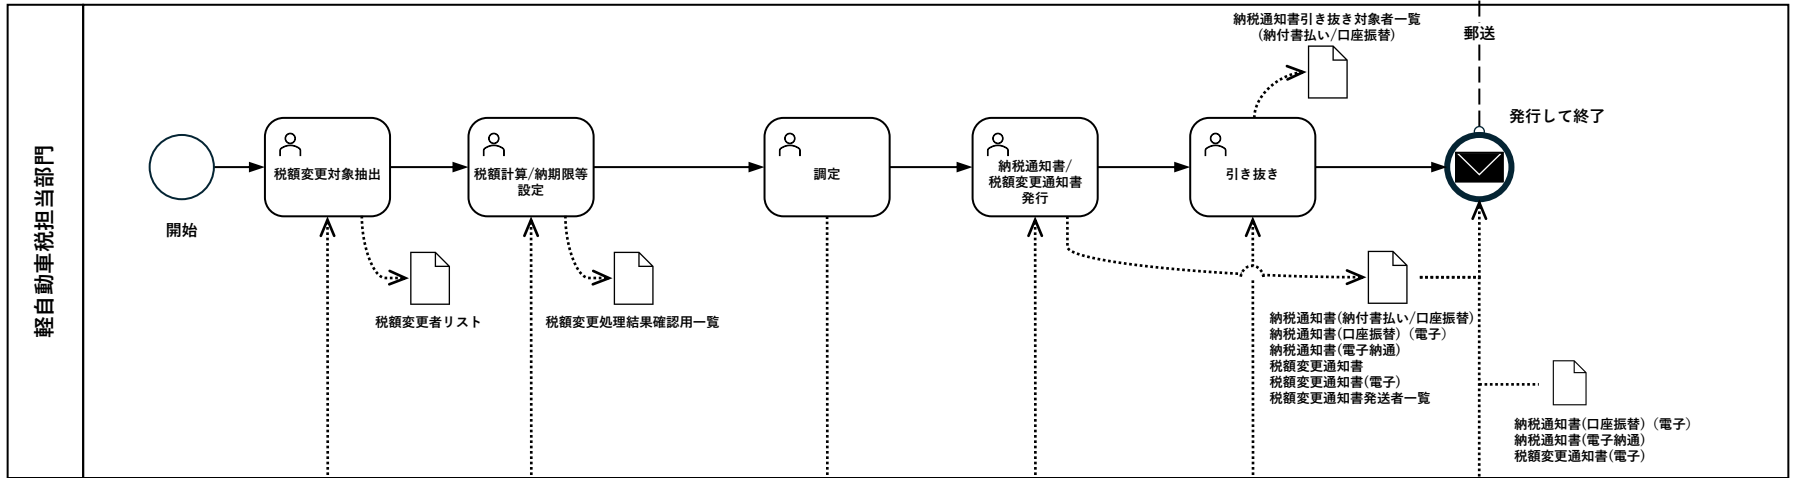 軽自動車税担当部門
納税通知書引き抜き対象者一覧
(納付書払い/口座振替)
郵送
発行して終了
開始
税額変更対象抽出
税額計算/納期限等
設定
調定
納税通知書/
税額変更通知書
発行
引き抜き
税額変更者リスト
税額変更処理結果確認用一覧
納税通知書(納付書払い/口座振替)
納税通知書(口座振替)（電子）
納税通知書(電子納通)
税額変更通知書
税額変更通知書(電子)
税額変更通知書発送者一覧
納税通知書(口座振替)（電子）
納税通知書(電子納通)
税額変更通知書(電子)